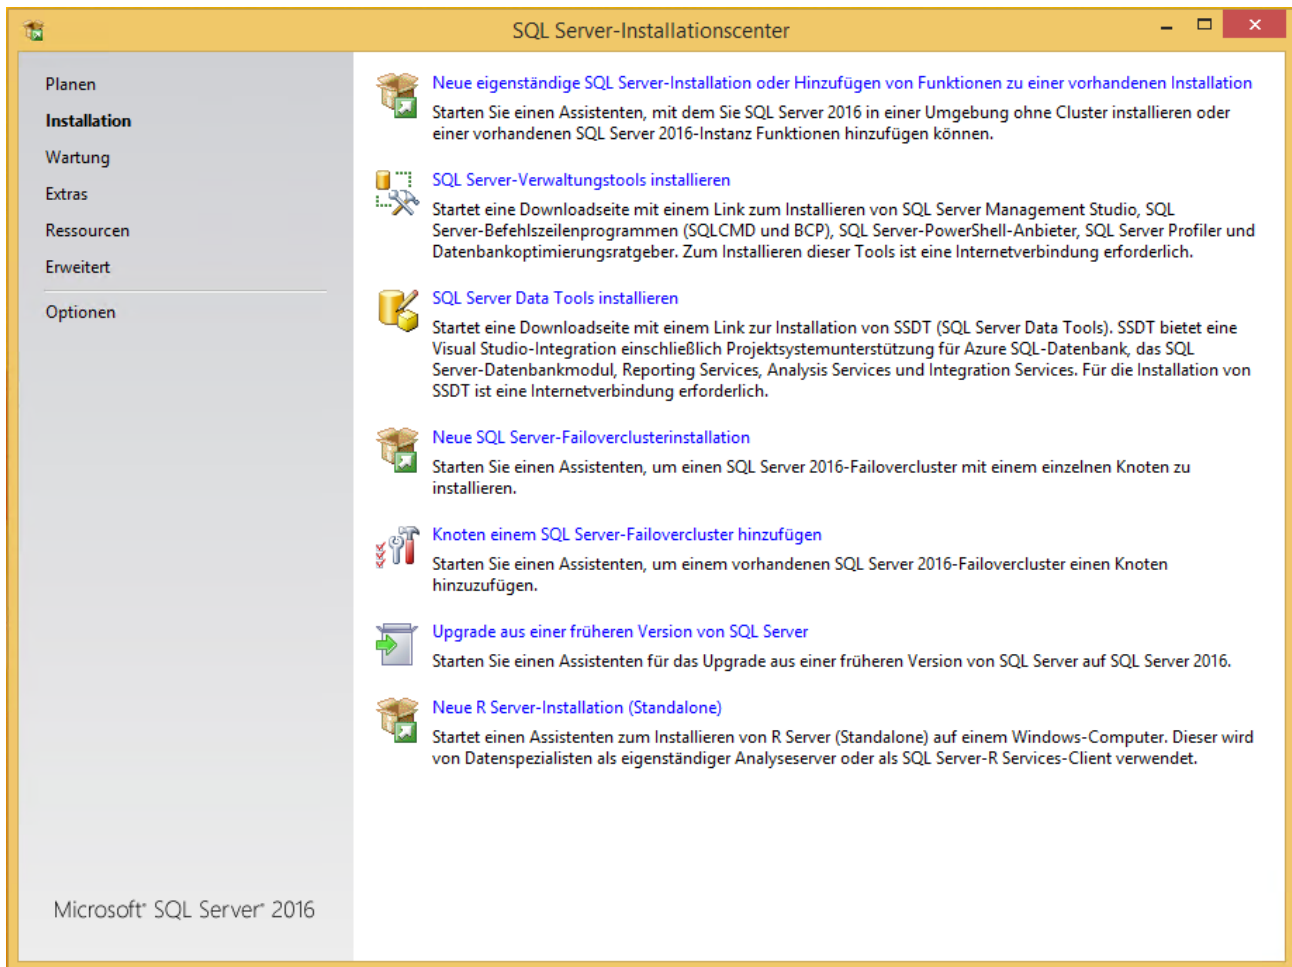 SQL Server-Installationscenter
Planen
Installation
Wartung
Extras
Ressourcen
Erweitert
Optionen
Microsoft® SQL Server® 2016
Neue eigenständige SQL Server-Installation oder Hinzufügen von Funktionen zu einer vorhandenen Installation
Starten Sie einen Assistenten, mit dem Sie SQL Server 2016 in einer Umgebung ohne Cluster installieren oder
einer vorhandenen SQL Server 2016-Instanz Funktionen hinzufügen können.
SQL Server-Verwaltungstools installieren
Startet eine Downloadseite mit einem Link zum Installieren von SQL Server Management Studio, SQL
Server-Befehlszeilenprogrammen (SQLCMD und BCP), SQL Server-PowerShell-Anbieter, SQL Server Profiler und
Datenbankoptimierungsratgeber. Zum Installieren dieser Tools ist eine Internetverbindung erforderlich.
SQL Server Data Tools installieren
Startet eine Downloadseite mit einem Link zur Installation von SSDT (SQL Server Data Tools). SSDT bietet eine
Visual Studio-Integration einschließlich Projektsystemunterstützung für Azure SQL-Datenbank, das SQL
Server-Datenbankmodul, Reporting Services, Analysis Services und Integration Services. Für die Installation von
SSDT ist eine Internetverbindung erforderlich.
Neue SQL Server-Failoverclusterinstallation
Starten Sie einen Assistenten, um einen SQL Server 2016-Failovercluster mit einem einzelnen Knoten zu
installieren.
Knoten einem SQL Server-Failovercluster hinzufügen
Starten Sie einen Assistenten, um einem vorhandenen SQL Server 2016-Failovercluster einen Knoten
hinzuzufügen.
Upgrade aus einer früheren Version von SQL Server
Starten Sie einen Assistenten für das Upgrade aus einer früheren Version von SQL Server auf SQL Server 2016.
Neue R Server-Installation (Standalone)
Startet einen Assistenten zum Installieren von R Server (Standalone) auf einem Windows-Computer. Dieser wird
von Datenspezialisten als eigenständiger Analyseserver oder als SQL Server-R Services-Client verwendet.